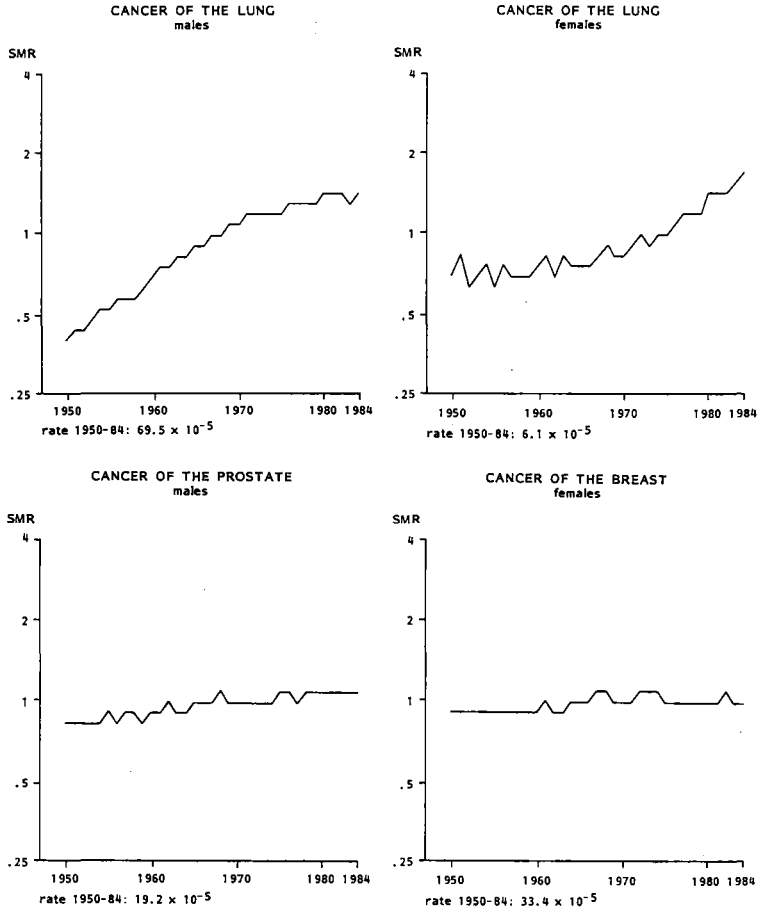 CANCER OF THE LUNG
males
SMR
4
2
1
.5
.25
1950 1960 1970 1980 1984
rate 1950-84: 69.5 x 10⁻⁵
CANCER OF THE LUNG
females
SMR
4
2
1
.5
.25
1950 1960 1970 1980 1984
rate 1950-84: 6.1 x 10⁻⁵
CANCER OF THE PROSTATE
males
SMR
4
2
1
.5
.25
1950 1960 1970 1980 1984
rate 1950-84: 19.2 x 10⁻⁵
CANCER OF THE BREAST
females
SMR
4
2
1
.5
.25
1950 1960 1970 1980 1984
rate 1950-84: 33.4 x 10⁻⁵